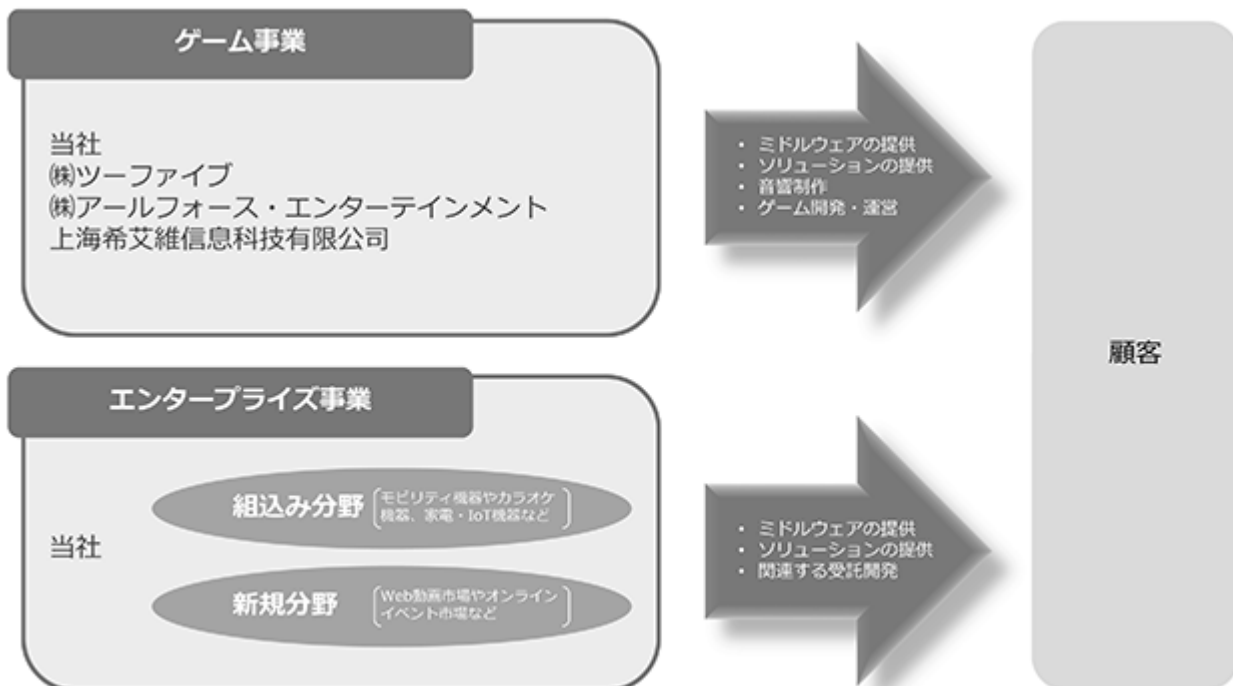 ゲーム事業
当社
㈱ツーファイブ
㈱アールフォース・エンターテインメント
上海希艾維信息科技有限公司
• ミドルウェアの提供
• ソリューションの提供
• 音響制作
• ゲーム開発・運営
顧客
エンタープライズ事業
当社
組込み分野
モビリティ機器やカラオケ
機器、家電・IoT機器など
新規分野
Web動画市場やオンライン
イベント市場など
• ミドルウェアの提供
• ソリューションの提供
• 関連する受託開発